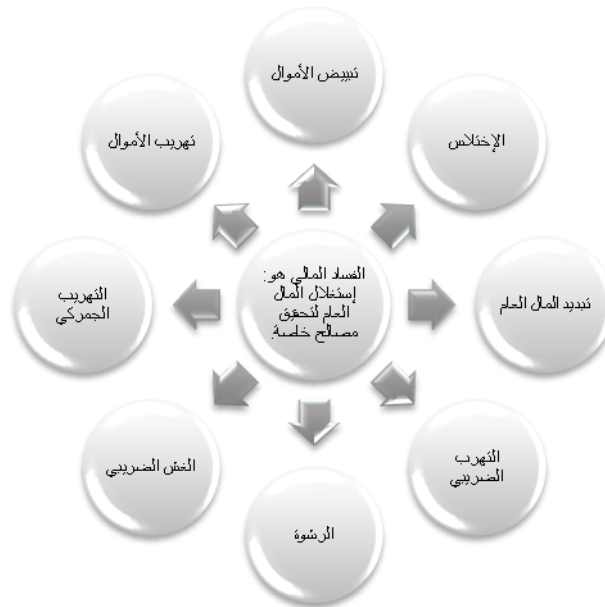 تبييض الأموال
الإختلاس
تبديد المال العام
التهرب
الضريبي
الرشوة
الغش الضريبي
التهريب
الجمركي
تهريب الأموال
الفساد المالي هو:
إستغلال المال
العام لتحقيق
مصالح خاصة.